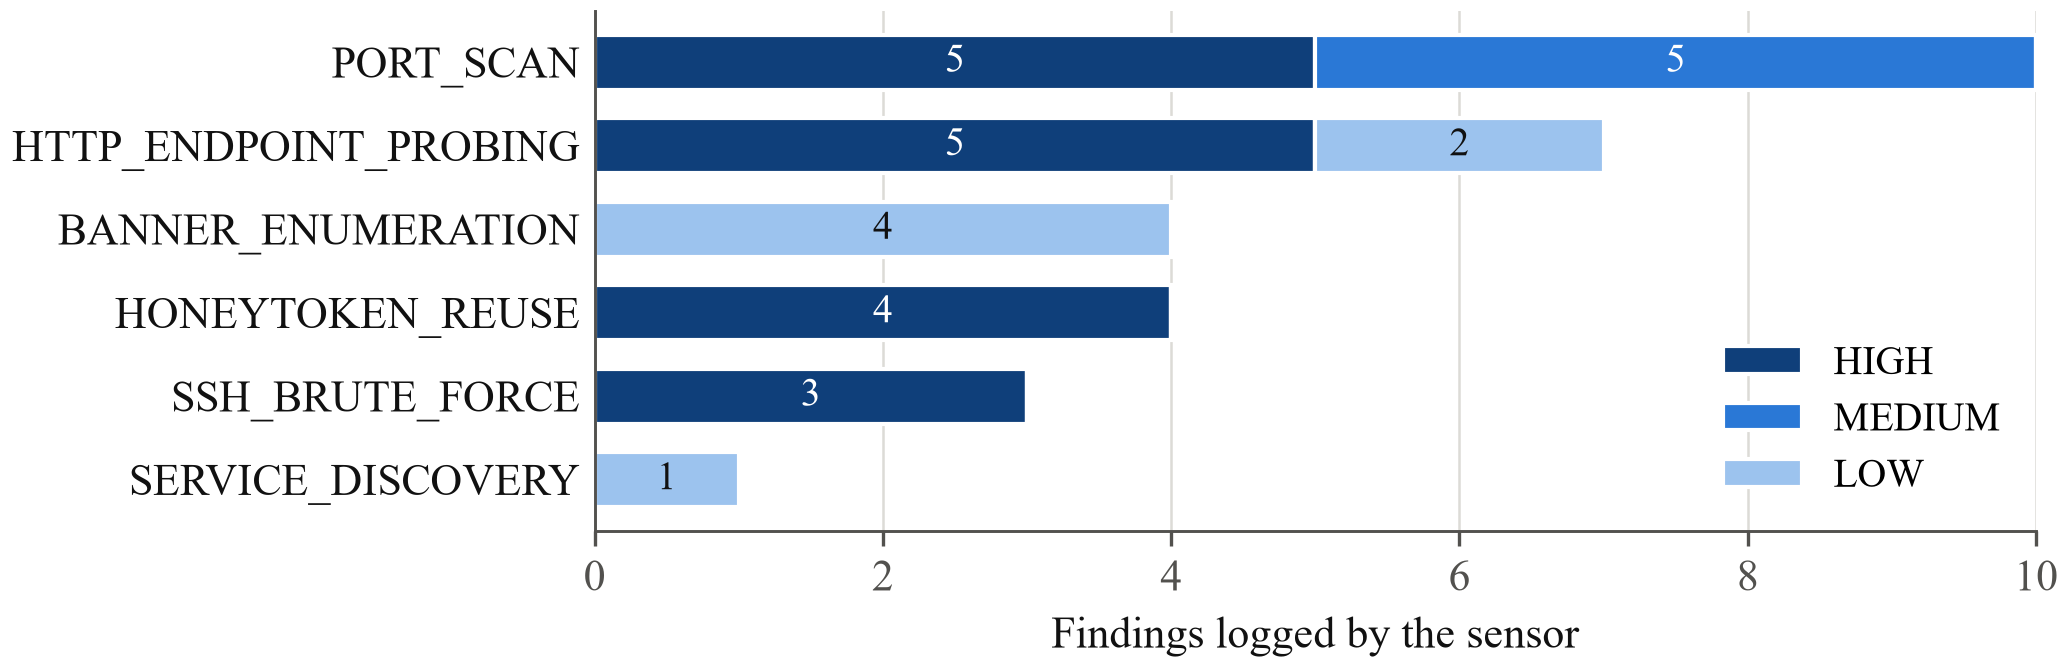 PORT_SCAN 5 5
HTTP_ENDPOINT_PROBING 5 2
BANNER_ENUMERATION 4
HONEYTOKEN_REUSE 4
SSH_BRUTE_FORCE 3
SERVICE_DISCOVERY 1
HIGH
MEDIUM
LOW
0 2 4 6 8 10
Findings logged by the sensor